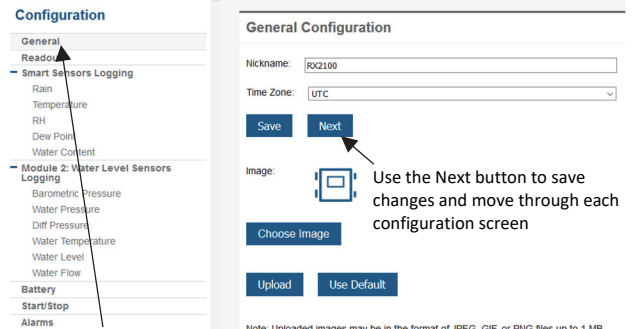 Configuration
General
Readout
Smart Sensors Logging
Rain
Temperature
RH
Dew Point
Water Content
Module 2: Water Level Sensors
Logging
Barometric Pressure
Water Pressure
Diff Pressure
Water Temperature
Water Level
Water Flow
Battery
Start/Stop
Alarms
General Configuration
Nickname: RX2100
Time Zone: UTC
Save Next
Image:
Use the Next button to save
changes and move through each
configuration screen
Choose Image
Upload Use Default
Note: Uploaded images may be in the format of JPEG, GIF, or PNG files up to 1 MB